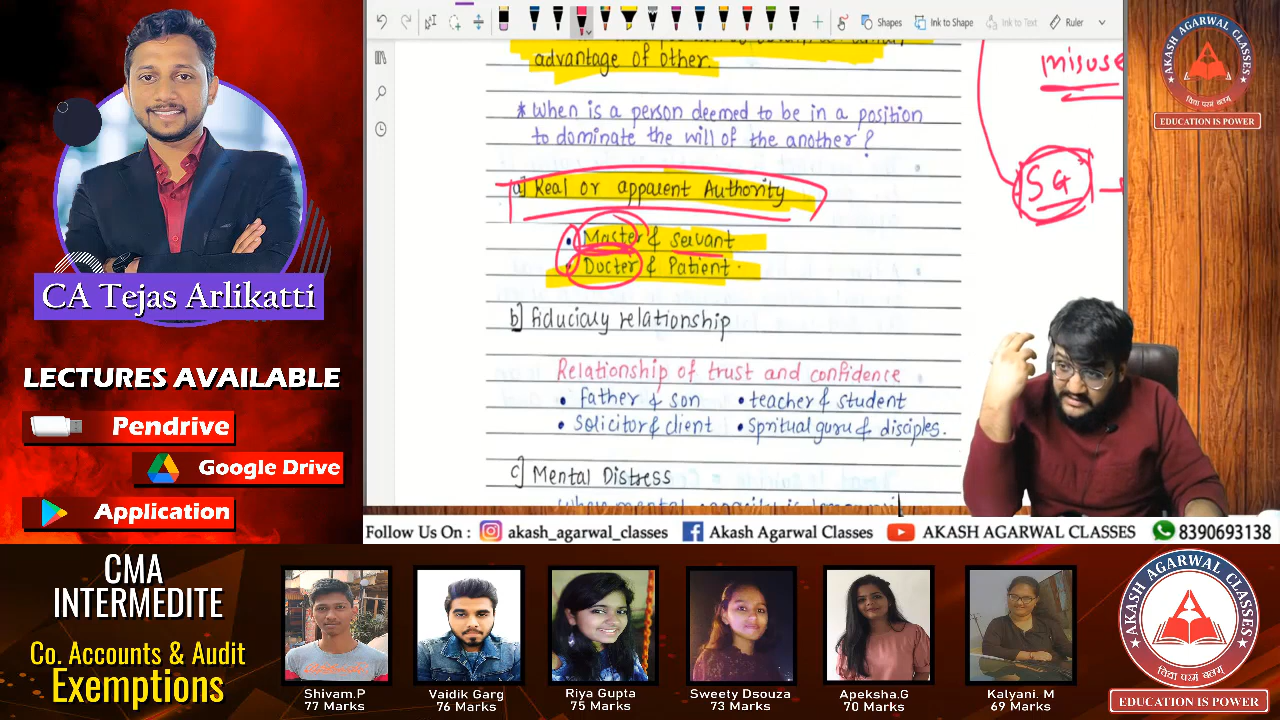 CA Tejas Arlikatti
LECTURES AVAILABLE
Pendrive
Google Drive
Application
Shapes
Ink to Shape
Ink to Text
Ruler
advantage of other.
* When is a person deemed to be in a position
to dominate the will of the another?
a] Real or apparent Authority
• Master & servant
• Docter & Patient.
b] fiduciary relationship
Relationship of trust and confidence
• father & son • teacher & student
• Solicitor & client • Spritual guru & disciples.
c] Mental Distress
misuse
AKASH AGARWAL CLASSES
विद्या परमं बलम्
EDUCATION IS POWER
Follow Us On : akash_agarwal_classes Akash Agarwal Classes AKASH AGARWAL CLASSES 8390693138
CMA
INTERMEDITE
Co. Accounts & Audit
Exemptions
Shivam.P
77 Marks
Vaidik Garg
76 Marks
Riya Gupta
75 Marks
Sweety Dsouza
73 Marks
Apeksha.G
70 Marks
Kalyani. M
69 Marks
AKASH AGARWAL CLASSES
विद्या परमं बलम्
EDUCATION IS POWER